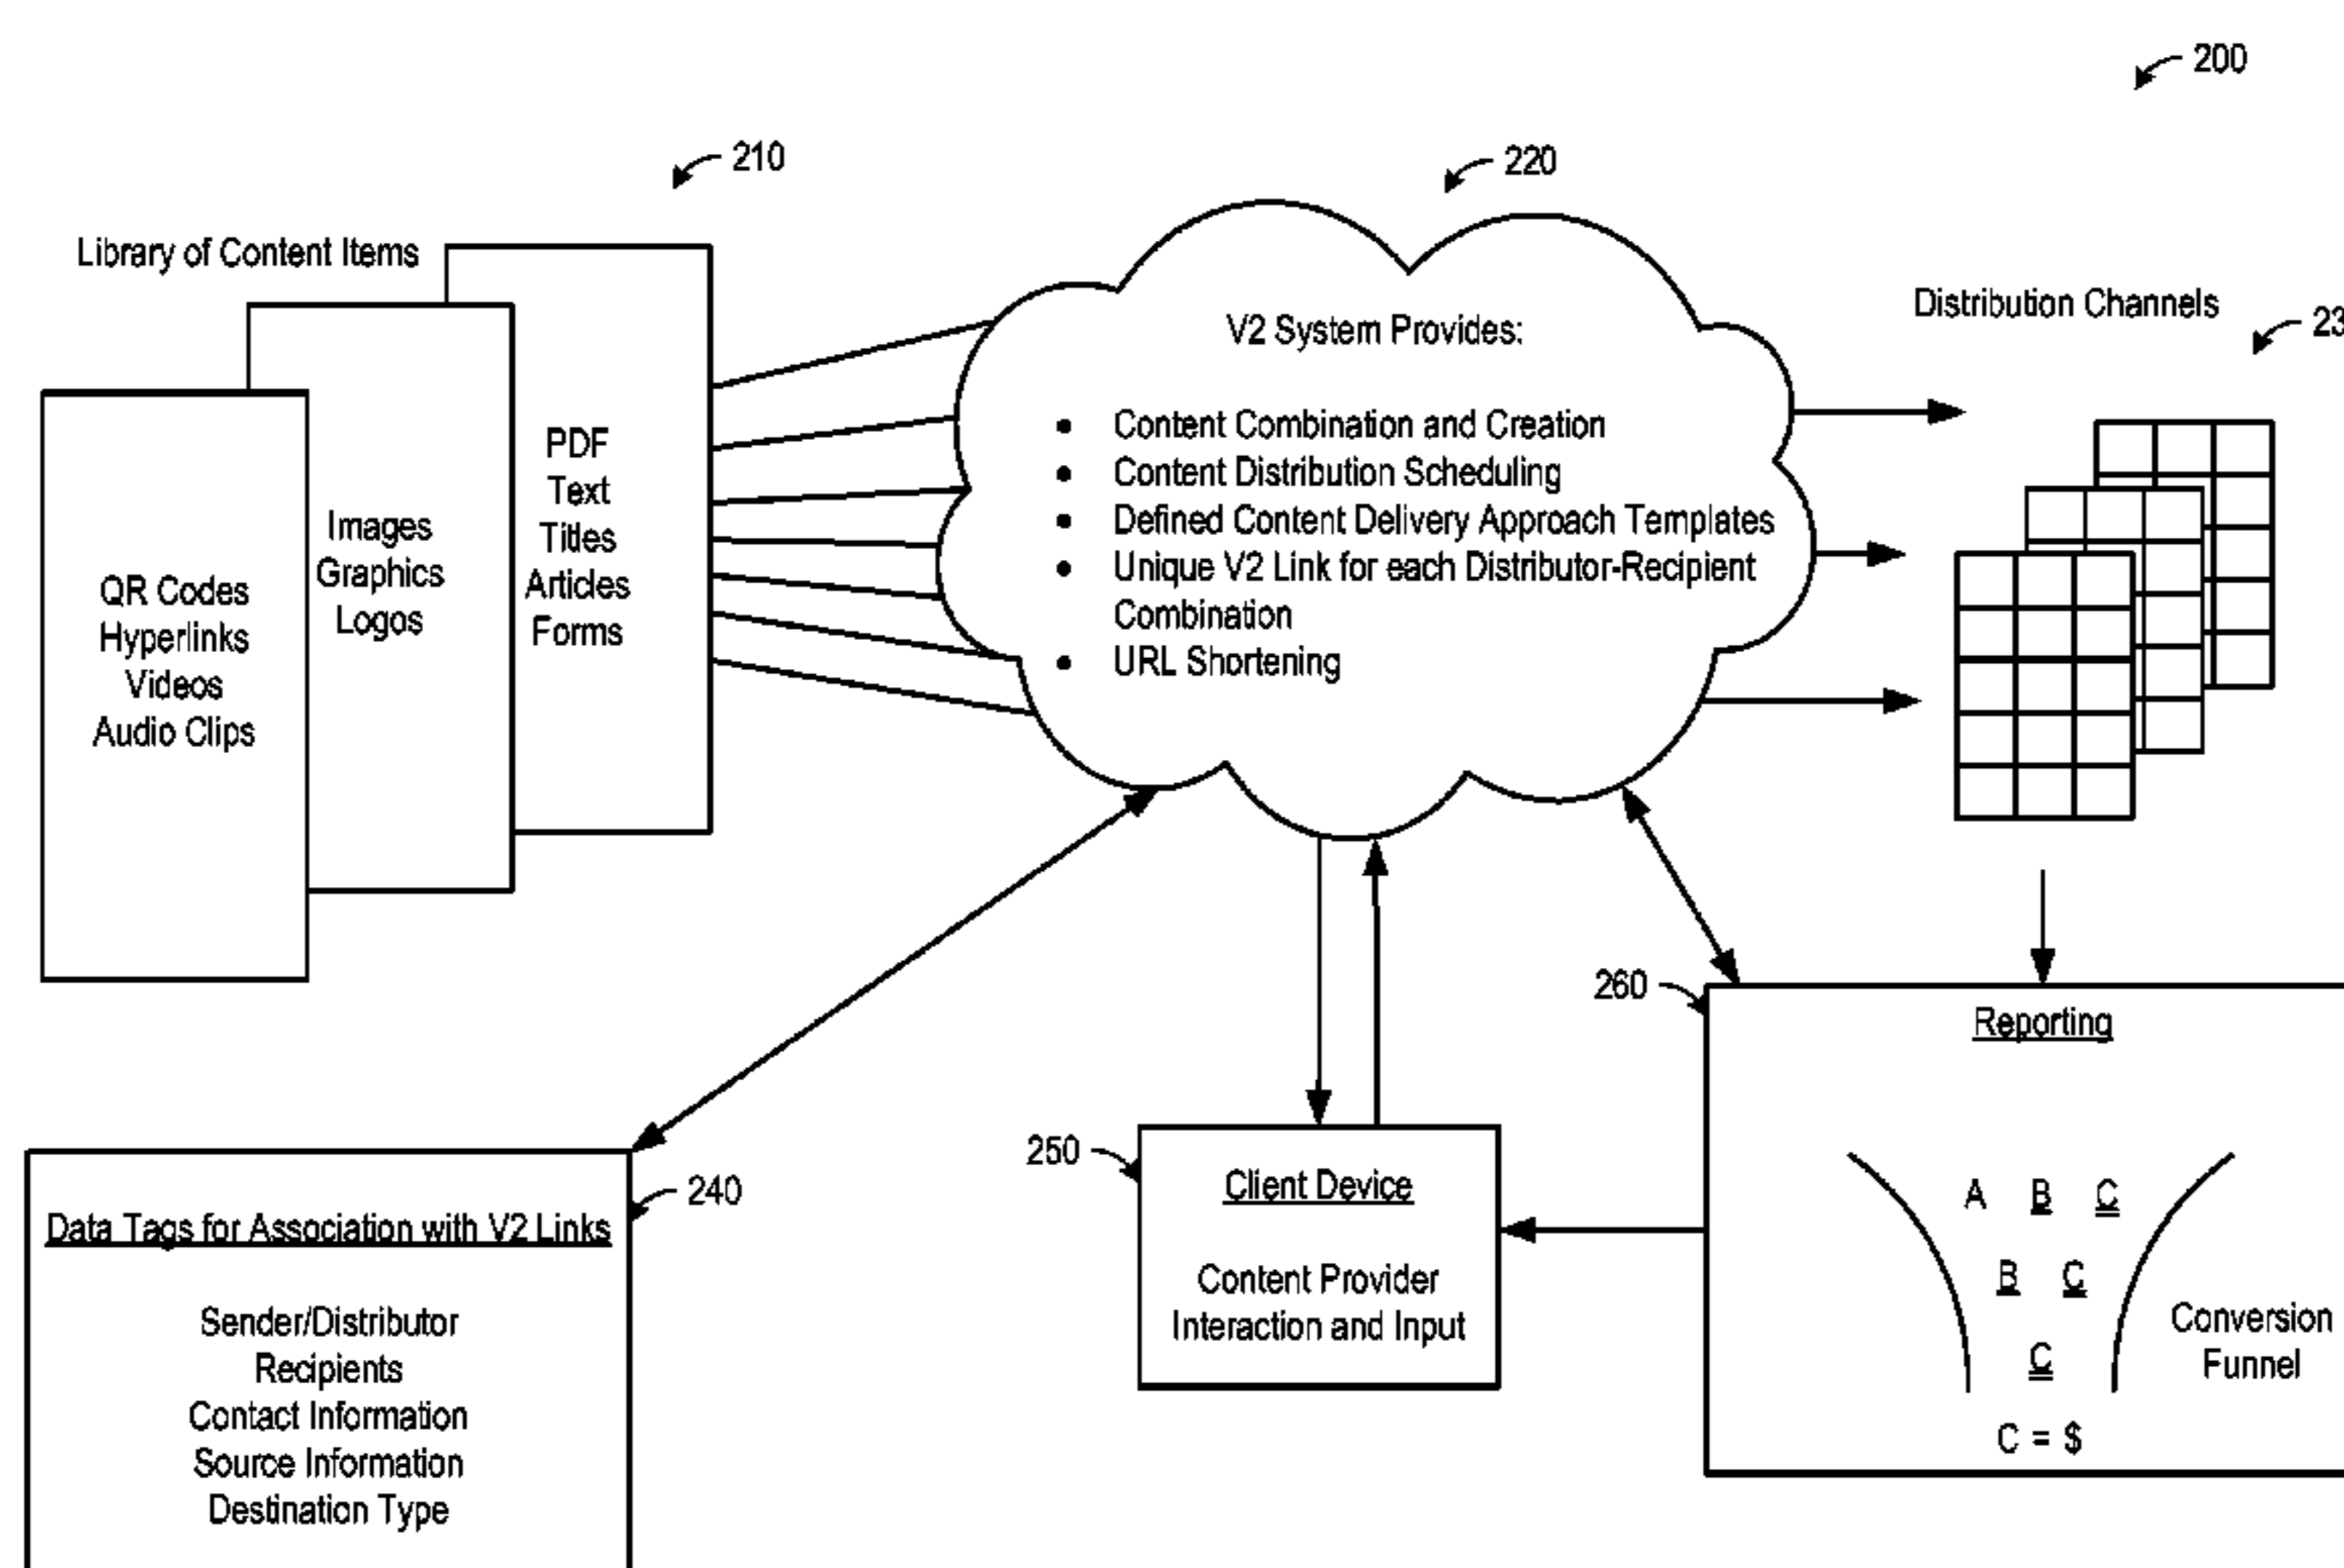 200
210
220
Library of Content Items
Distribution Channels
QR Codes
Hyperlinks
Videos
Audio Clips
Images
Graphics
Logos
PDF
Text
Titles
Articles
Forms
V2 System Provides:
• Content Combination and Creation
• Content Distribution Scheduling
• Defined Content Delivery Approach Templates
• Unique V2 Link for each Distributor-Recipient
Combination
• URL Shortening
240
Data Tags for Association with V2 Links
Sender/Distributor
Recipients
Contact Information
Source Information
Destination Type
250
Client Device
Content Provider
Interaction and Input
260
Reporting
A B C
B C
C
C = $
Conversion
Funnel